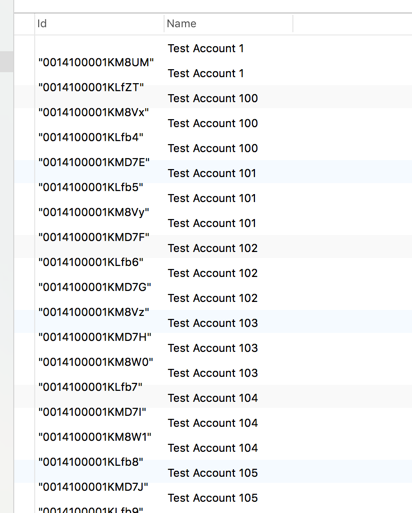 Id Name
Test Account 1
"0014100001KM8UM"
Test Account 1
"0014100001KLfZT"
Test Account 100
"0014100001KM8Vx"
Test Account 100
"0014100001KLfb4"
Test Account 100
"0014100001KMD7E"
Test Account 101
"0014100001KLfb5"
Test Account 101
"0014100001KM8Vy"
Test Account 101
"0014100001KMD7F"
Test Account 102
"0014100001KLfb6"
Test Account 102
"0014100001KMD7G"
Test Account 102
"0014100001KM8Vz"
Test Account 103
"0014100001KMD7H"
Test Account 103
"0014100001KM8W0"
Test Account 103
"0014100001KLfb7"
Test Account 104
"0014100001KMD7I"
Test Account 104
"0014100001KM8W1"
Test Account 104
"0014100001KLfb8"
Test Account 105
"0014100001KMD7J"
Test Account 105
"0014100001KLfb9"